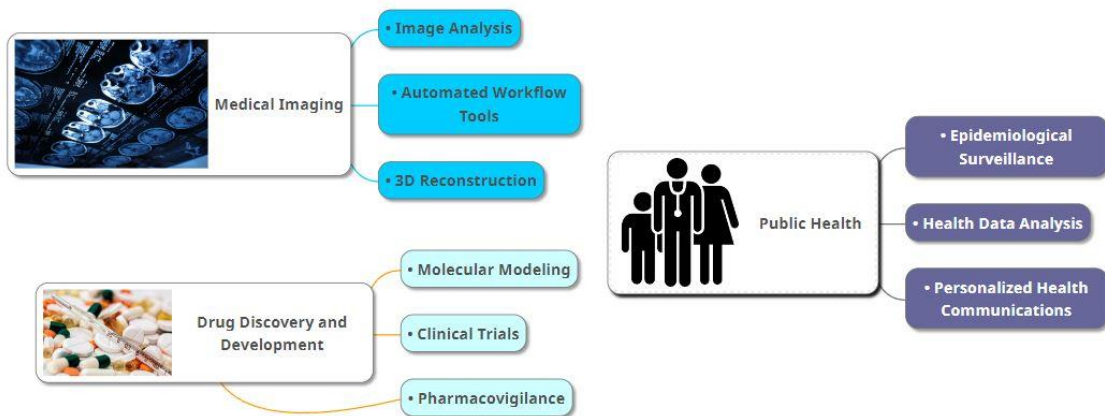 Medical Imaging
• Image Analysis
• Automated Workflow
Tools
• 3D Reconstruction
Drug Discovery and
Development
• Molecular Modeling
• Clinical Trials
• Pharmacovigilance
Public Health
• Epidemiological
Surveillance
• Health Data Analysis
• Personalized Health
Communications